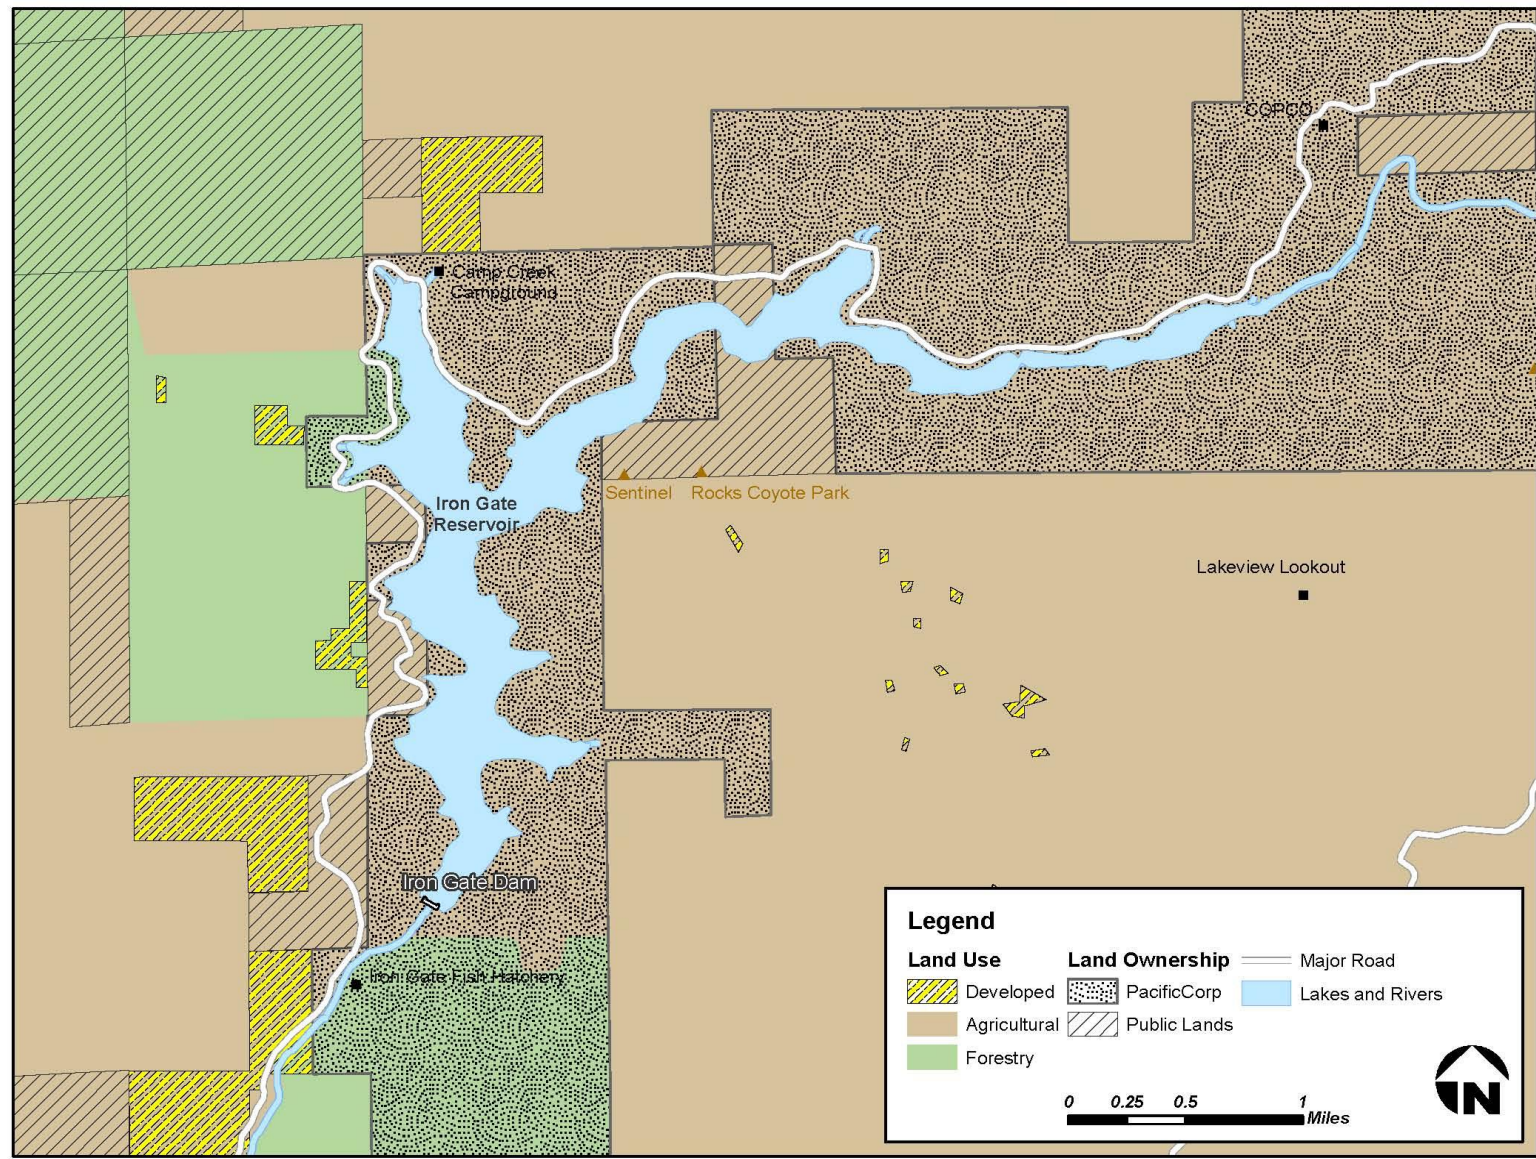 COPCO
Camp Creek
Campground
Iron Gate
Reservoir
Sentinel
Rocks Coyote Park
Lakeview Lookout
Iron Gate Dam
Iron Gate Fish Hatchery
Legend
Land Use
Developed
Agricultural
Forestry
Land Ownership
PacificCorp
Public Lands
Major Road
Lakes and Rivers
0 0.25 0.5 1
Miles
N